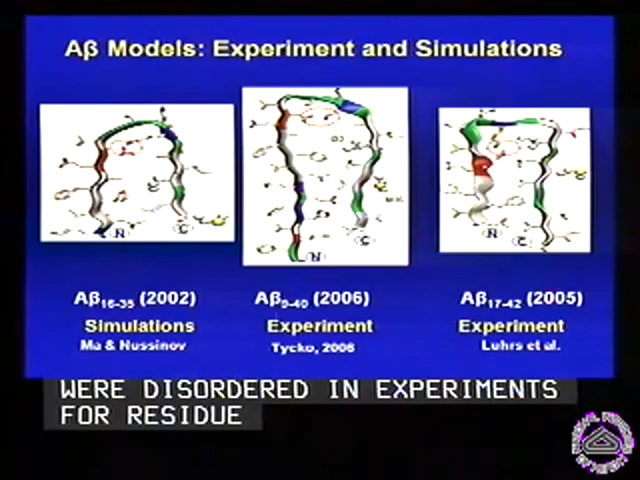 Aβ Models: Experiment and Simulations
N C
N C
N C
Aβ16-35 (2002) Aβ9-40 (2006) Aβ17-42 (2005)
Simulations Experiment Experiment
Ma & Nussinov Tycko, 2006 Luhrs et al.
WERE DISORDERED IN EXPERIMENTS
FOR RESIDUE